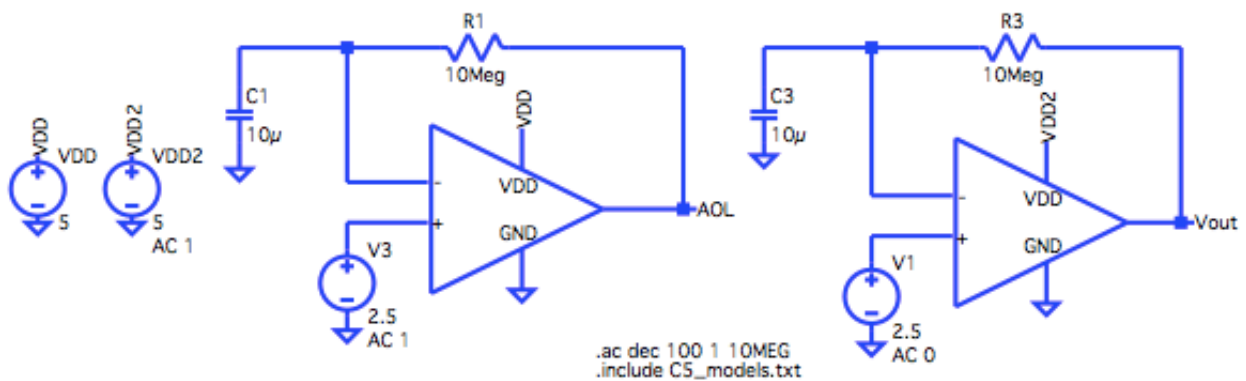 VDD
VDD
5
VDD2
VDD2
5
AC 1
C1
10µ
R1
10Meg
VDD
VDD
GND
-
+
AOL
V3
2.5
AC 1
C3
10µ
R3
10Meg
VDD2
VDD
GND
-
+
Vout
V1
2.5
AC 0
.ac dec 100 1 10MEG
.include C5_models.txt